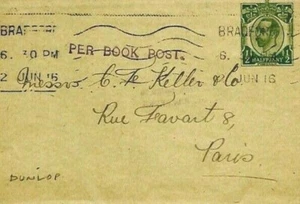 BRADFORD BRADFORD
6. 30 PM 6.
PER BOOK POST.
2 JUN 16 JUN 16
Messrs C. F. Keller & Co
HALFPENNY
Rue Favart 8,
Paris.
DUNLOP